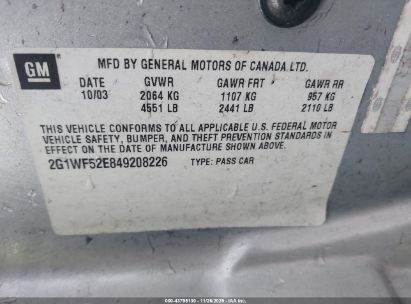 GM
MFD BY GENERAL MOTORS OF CANADA LTD.
DATE GVWR GAWR FRT GAWR RR
10/03 2064 KG 1107 KG 957 KG
4551 LB 2441 LB 2110 LB
THIS VEHICLE CONFORMS TO ALL APPLICABLE U.S. FEDERAL MOTOR
VEHICLE SAFETY, BUMPER, AND THEFT PREVENTION STANDARDS IN
EFFECT ON THE DATE OF MANUFACTURE SHOWN ABOVE.
2G1WF52E849208226 TYPE: PASS CAR